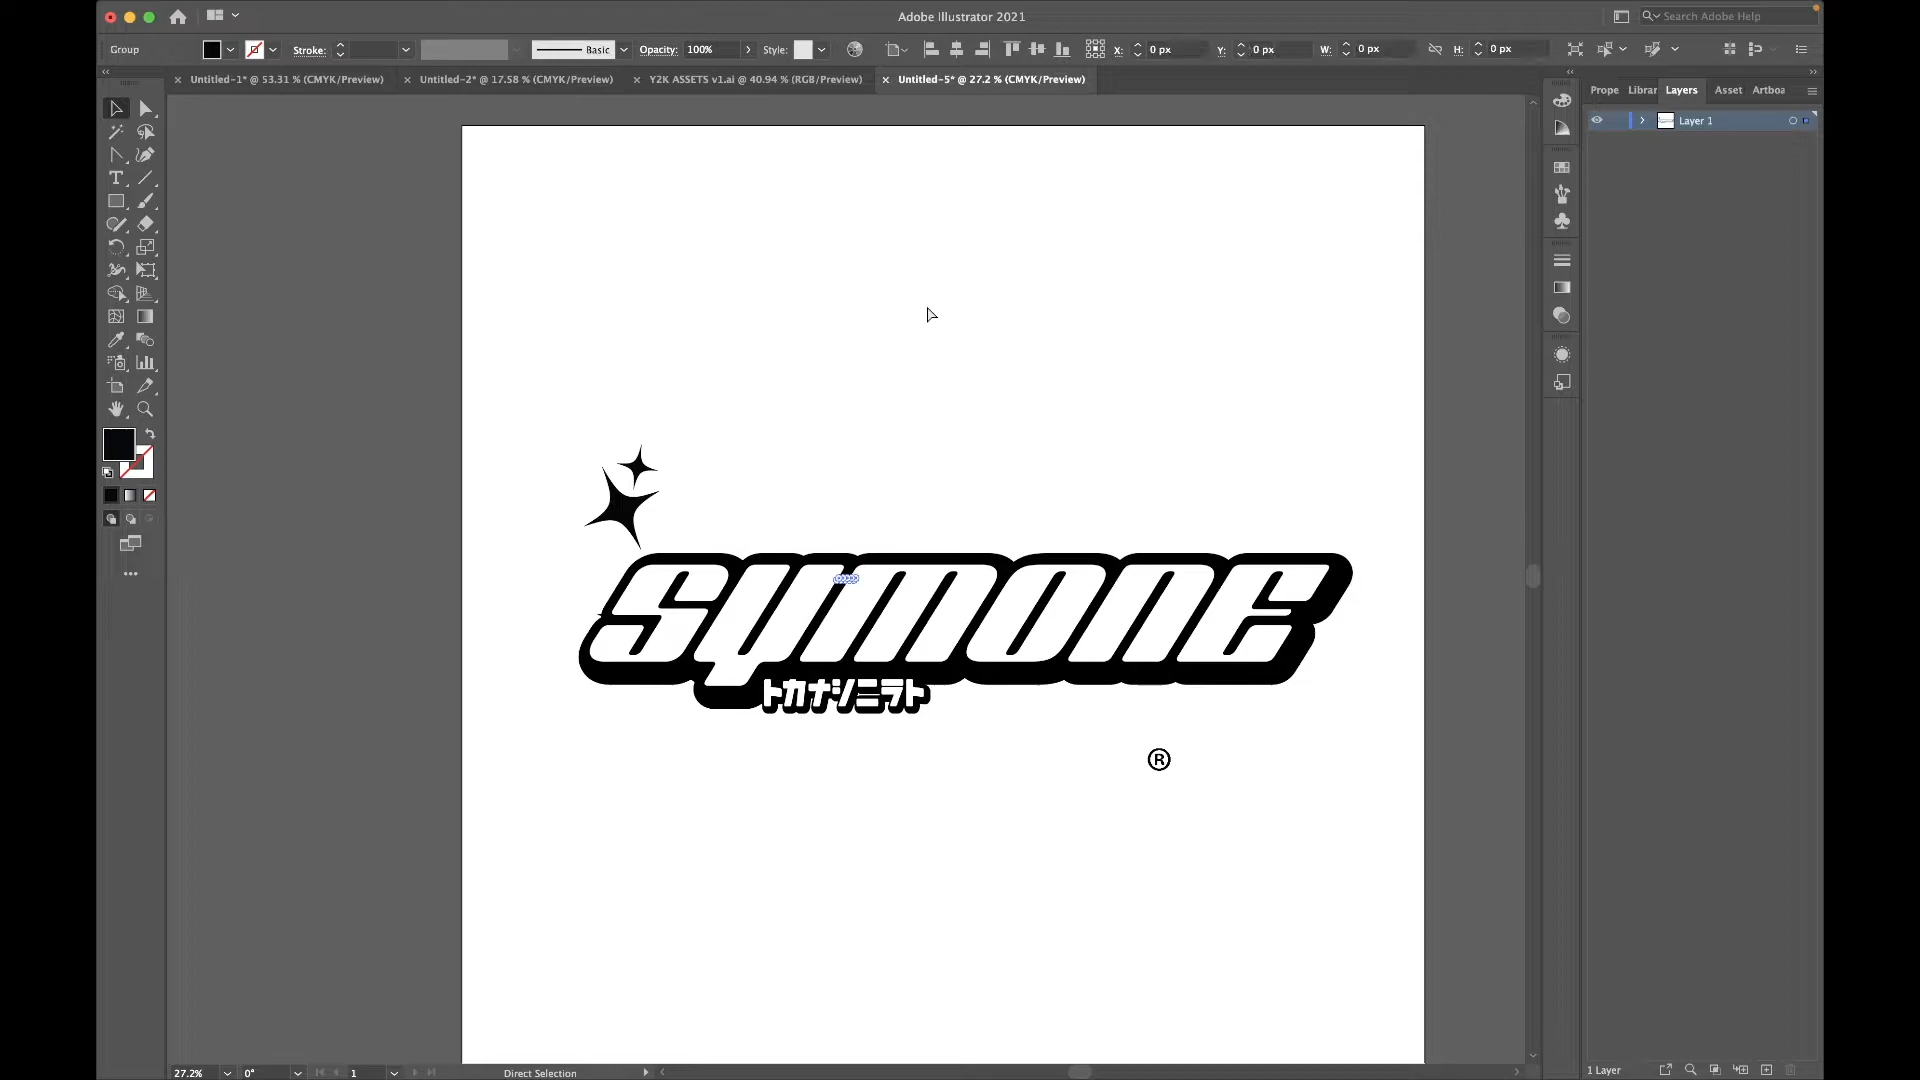 Adobe Illustrator 2021
Search Adobe Help
Group
Stroke:
Basic
Opacity: 100%
Style:
X: 0 px
Y: 0 px
W: 0 px
H: 0 px
Untitled-1* @ 53.31 % (CMYK/Preview)
Untitled-2* @ 17.58 % (CMYK/Preview)
Y2K ASSETS v1.ai @ 40.94 % (RGB/Preview)
Untitled-5* @ 27.2 % (CMYK/Preview)
Prope Librar Layers Asset Artboa
Layer 1
symone
トカナシニラト
®
27.2%
0°
1
Direct Selection
1 Layer